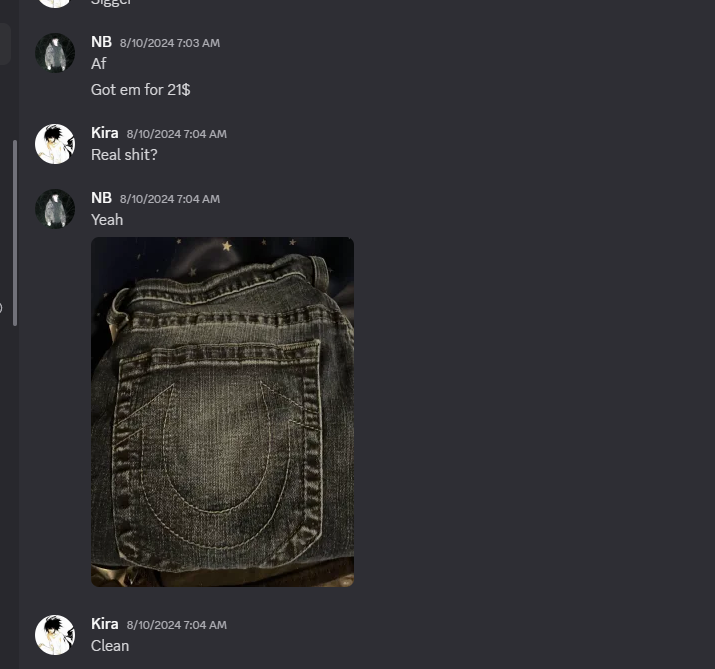 NB 8/10/2024 7:03 AM
Af
Got em for 21$
Kira 8/10/2024 7:04 AM
Real shit?
NB 8/10/2024 7:04 AM
Yeah
Kira 8/10/2024 7:04 AM
Clean